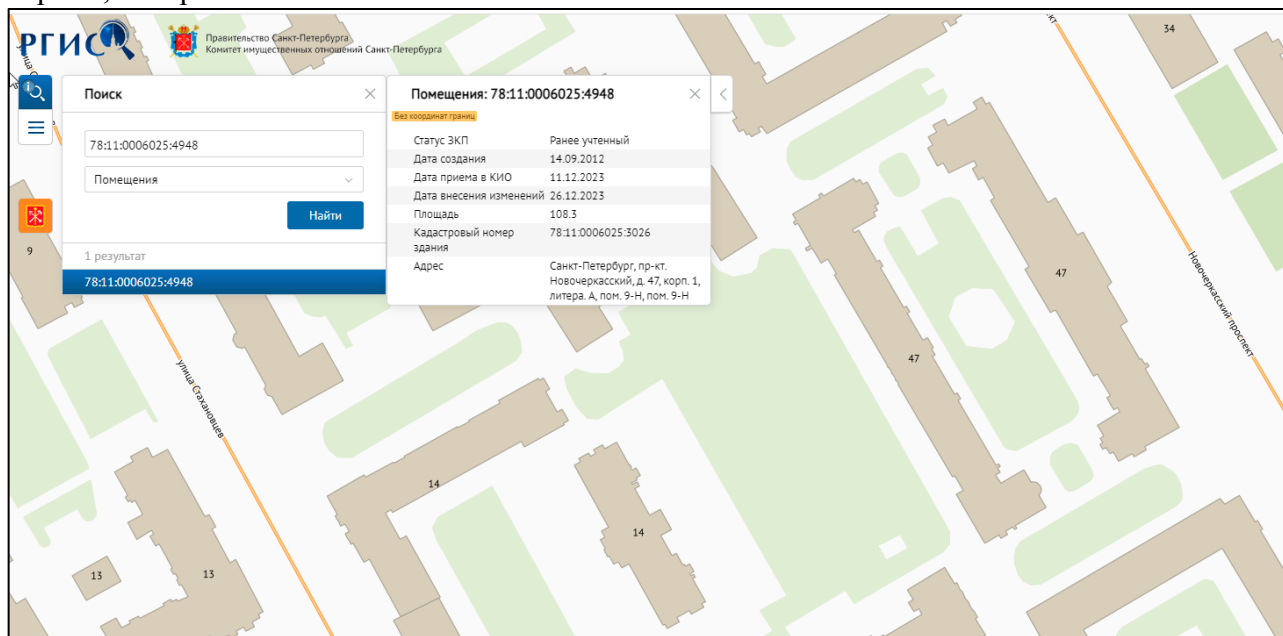 РГИС
Правительство Санкт-Петербурга
Комитет имущественных отношений Санкт-Петербурга
34
Поиск
78:11:0006025:4948
Помещения
Найти
1 результат
78:11:0006025:4948
Помещения: 78:11:0006025:4948
Без координат границ
Статус ЗКП Ранее учтенный
Дата создания 14.09.2012
Дата приема в КИО 11.12.2023
Дата внесения изменений 26.12.2023
Площадь 108.3
Кадастровый номер здания 78:11:0006025:3026
Адрес Санкт-Петербург, пр-кт.
Новочеркасский, д. 47, корп. 1,
литера. А, пом. 9-Н, пом. 9-Н
9
47
Новочеркасский проспект
47
улица Стахановцев
14
14
13
13